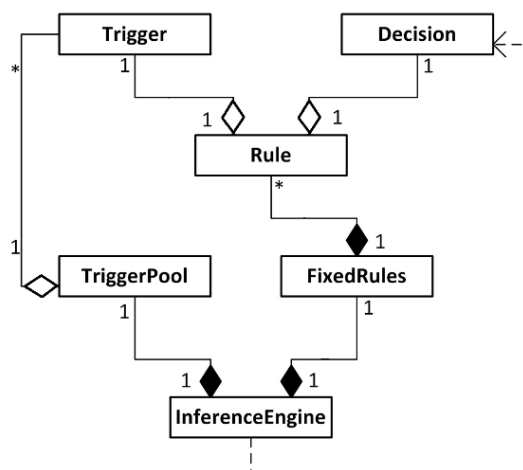 Trigger
Decision
1
1
*
1
1
Rule
*
1
1
TriggerPool
FixedRules
1
1
1
1
InferenceEngine